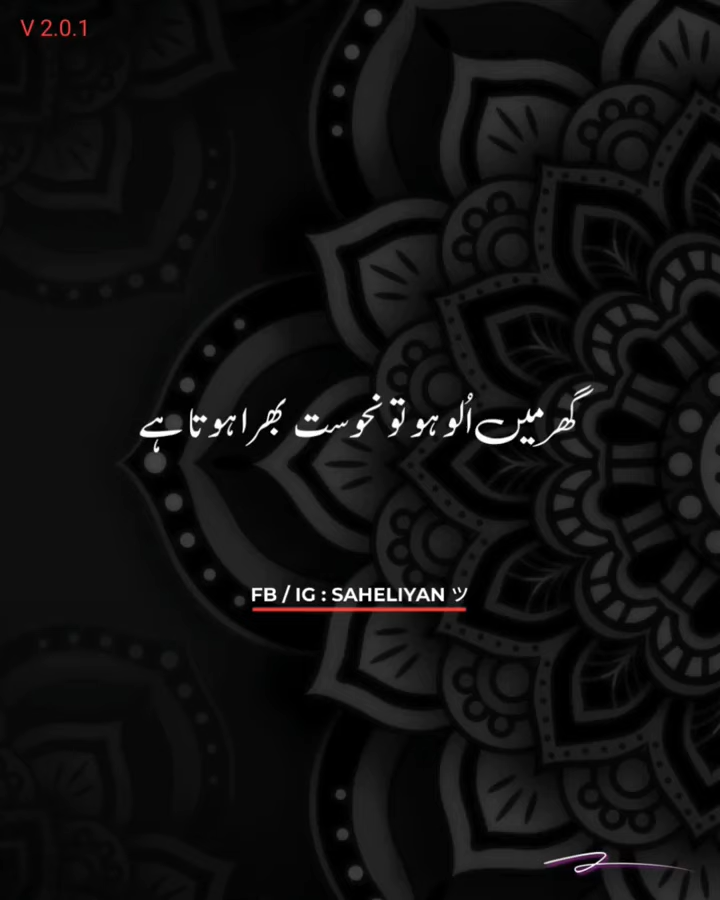 V 2.0.1
گھر میں اُلو ہو تو نحوست بھرا ہوتا ہے
FB / IG : SAHELIYAN ツ